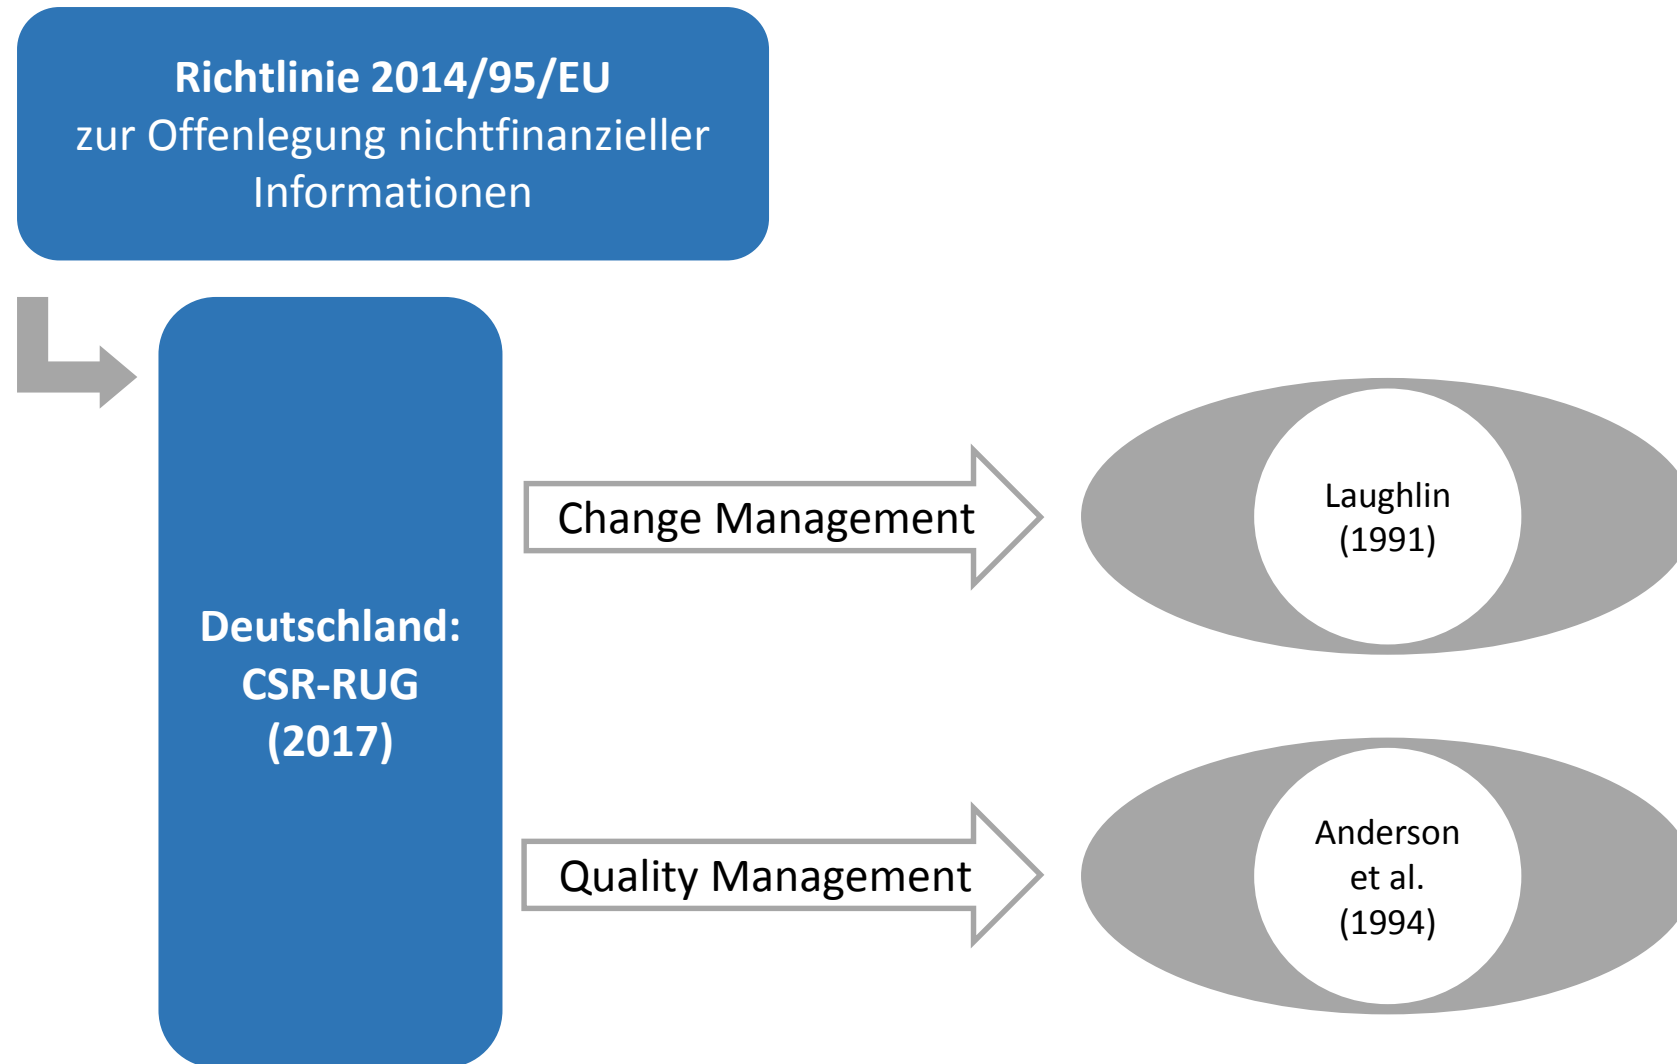 Richtlinie 2014/95/EU
zur Offenlegung nichtfinanzieller
Informationen
Deutschland:
CSR-RUG
(2017)
Change Management
Laughlin
(1991)
Quality Management
Anderson
et al.
(1994)